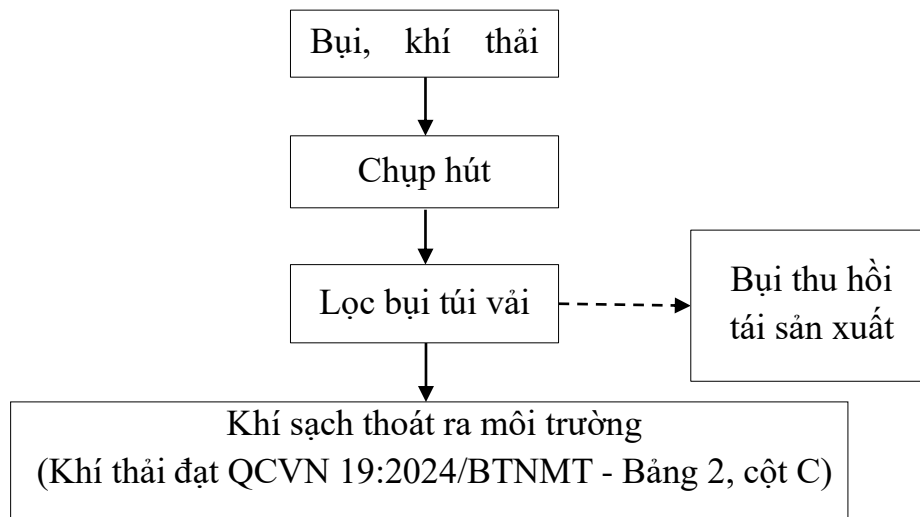 Bụi, khí thải
Chụp hút
Lọc bụi túi vải
Bụi thu hồi
tái sản xuất
Khí sạch thoát ra môi trường
(Khí thải đạt QCVN 19:2024/BTNMT - Bảng 2, cột C)